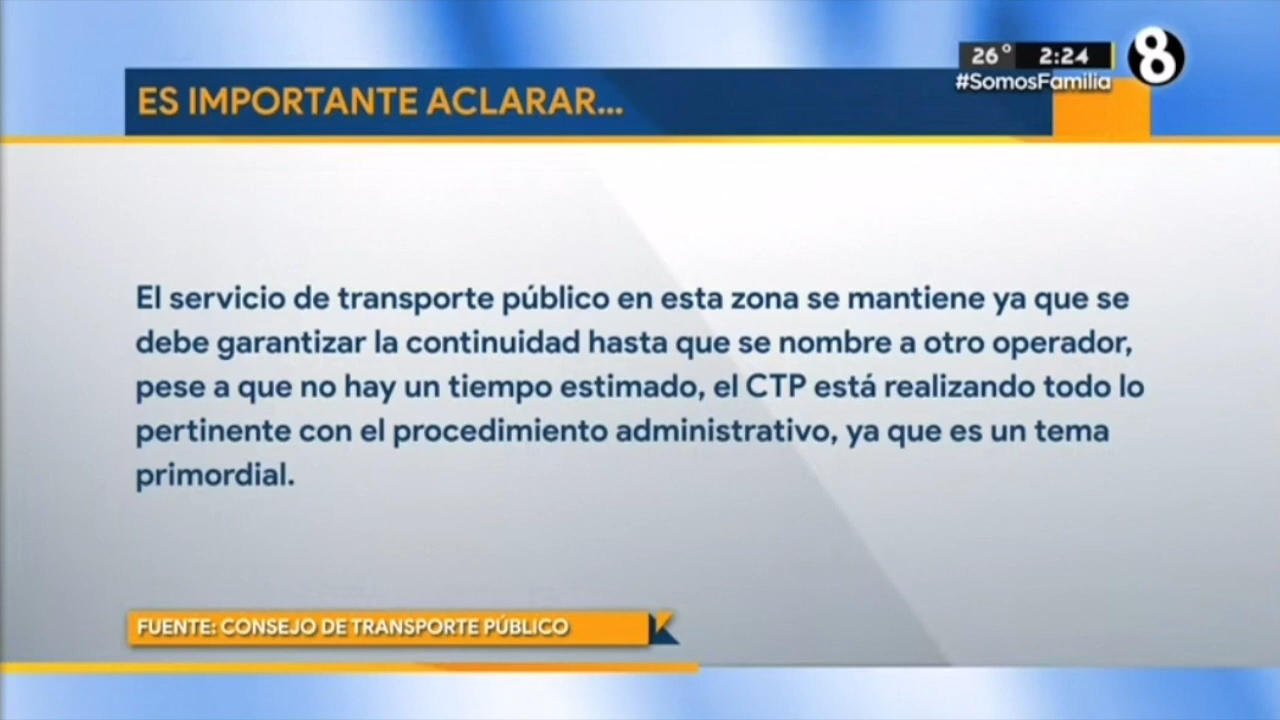 26° 2:24
8
#SomosFamilia
ES IMPORTANTE ACLARAR...
El servicio de transporte público en esta zona se mantiene ya que se
debe garantizar la continuidad hasta que se nombre a otro operador,
pese a que no hay un tiempo estimado, el CTP está realizando todo lo
pertinente con el procedimiento administrativo, ya que es un tema
primordial.
FUENTE: CONSEJO DE TRANSPORTE PÚBLICO